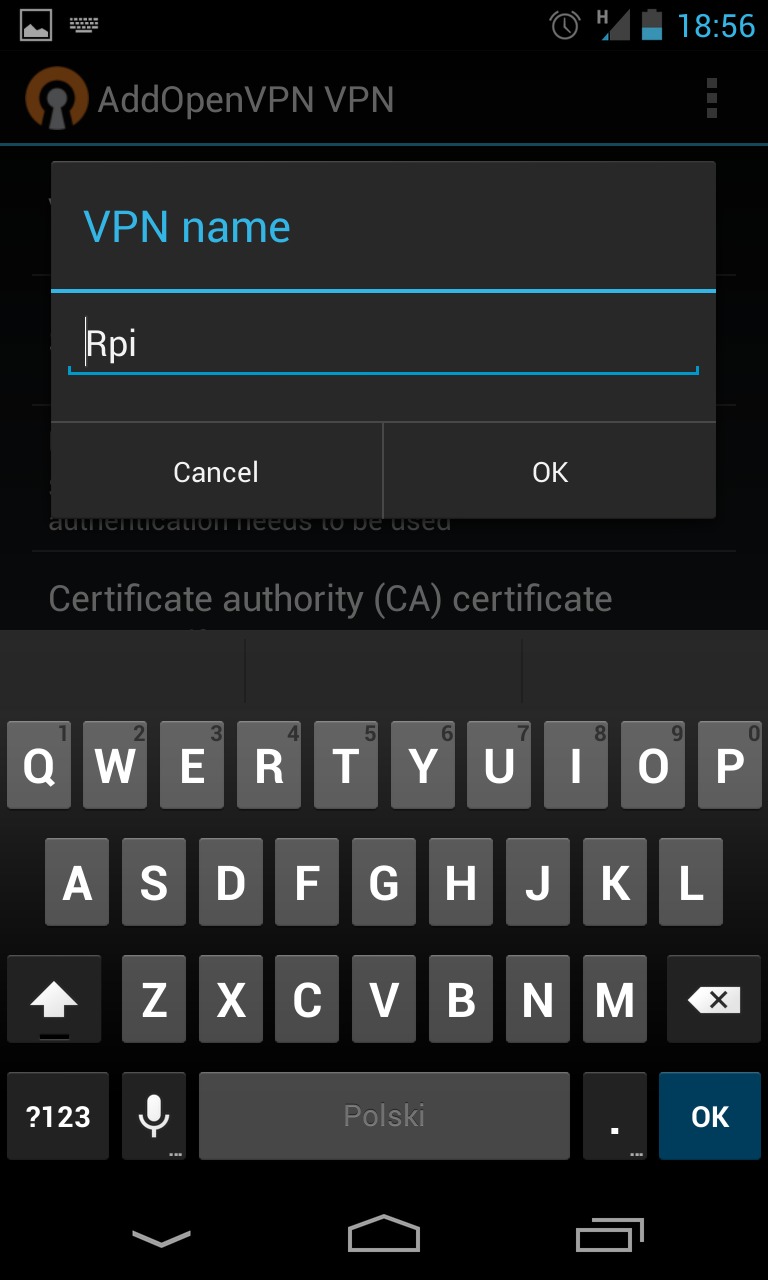 H 18:56
AddOpenVPN VPN
VPN name
Rpi
Cancel OK
authentication needs to be used
Certificate authority (CA) certificate
1 2 3 4 5 6 7 8 9 0
Q W E R T Y U I O P
A S D F G H J K L
Z X C V B N M
?123 Polski . OK